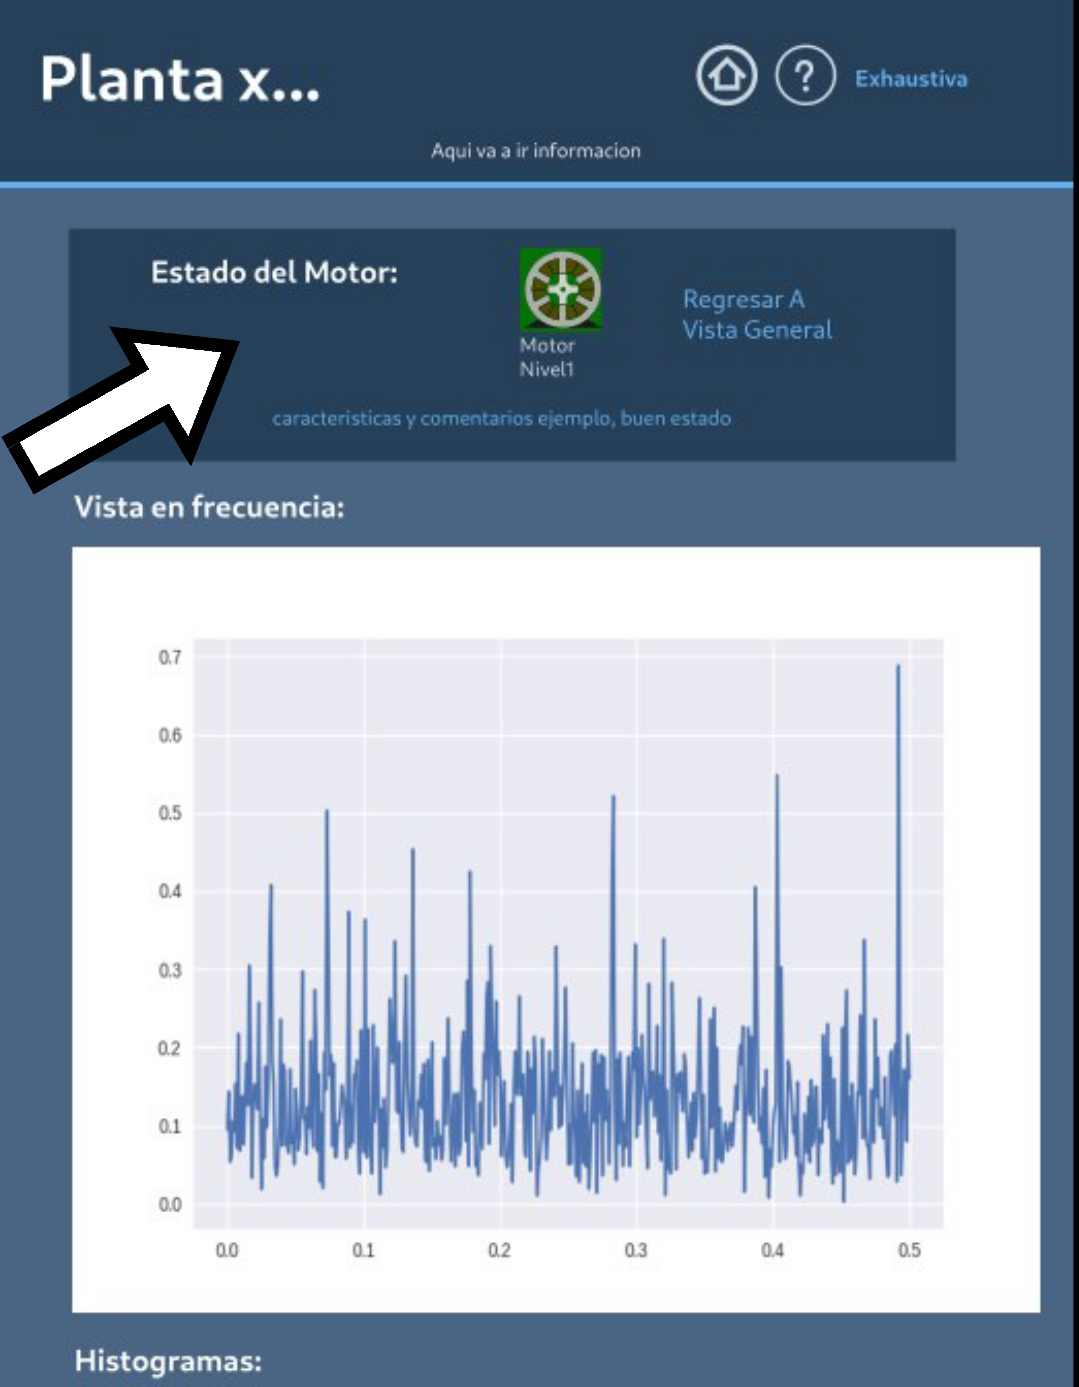 Planta x...
? Exhaustiva
Aqui va a ir informacion
Estado del Motor:
Motor
Nivel1
Regresar A
Vista General
caracteristicas y comentarios ejemplo, buen estado
Vista en frecuencia:
0.7
0.6
0.5
0.4
0.3
0.2
0.1
0.0
0.0 0.1 0.2 0.3 0.4 0.5
Histogramas: